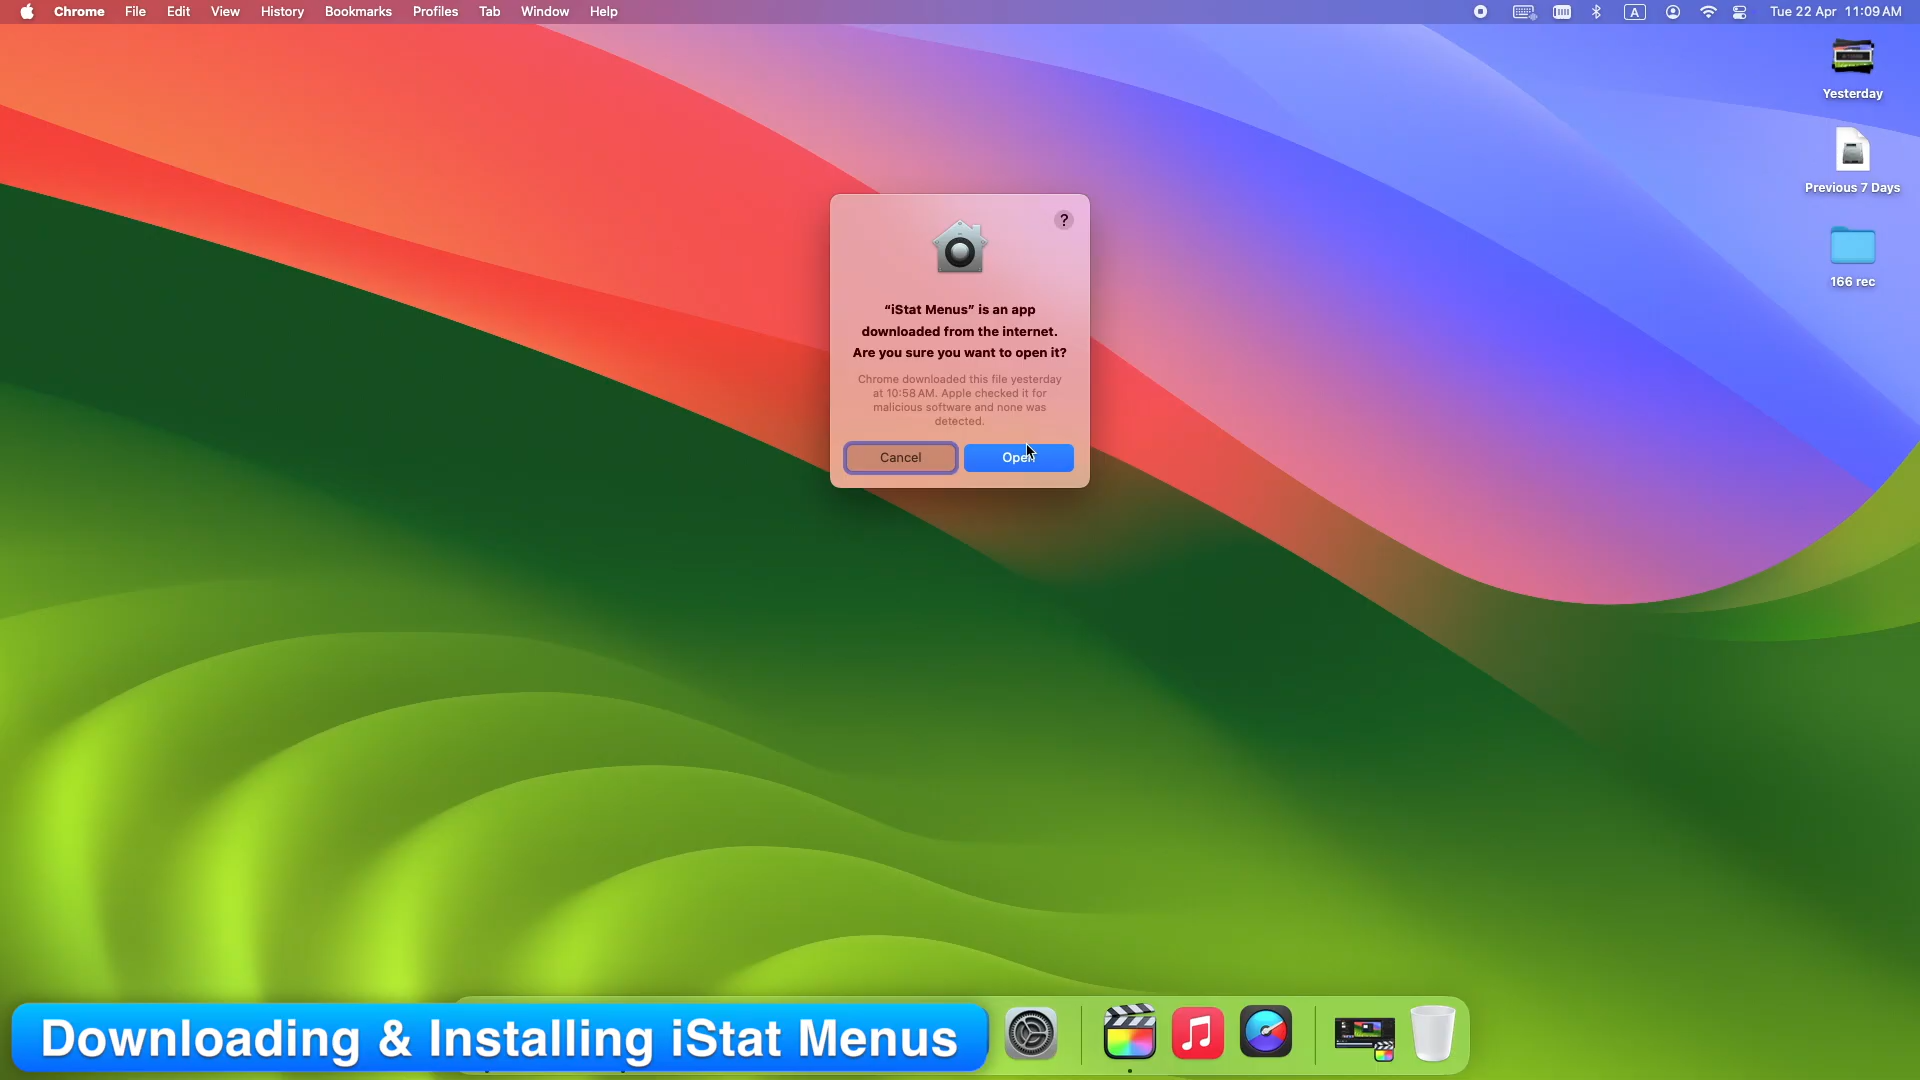 Chrome File Edit View History Bookmarks Profiles Tab Window Help A Tue 22 Apr 11:09 AM
Yesterday
Previous 7 Days
166 rec
?
“iStat Menus” is an app
downloaded from the internet.
Are you sure you want to open it?
Chrome downloaded this file yesterday
at 10:58 AM. Apple checked it for
malicious software and none was
detected.
Cancel Open
Downloading & Installing iStat Menus